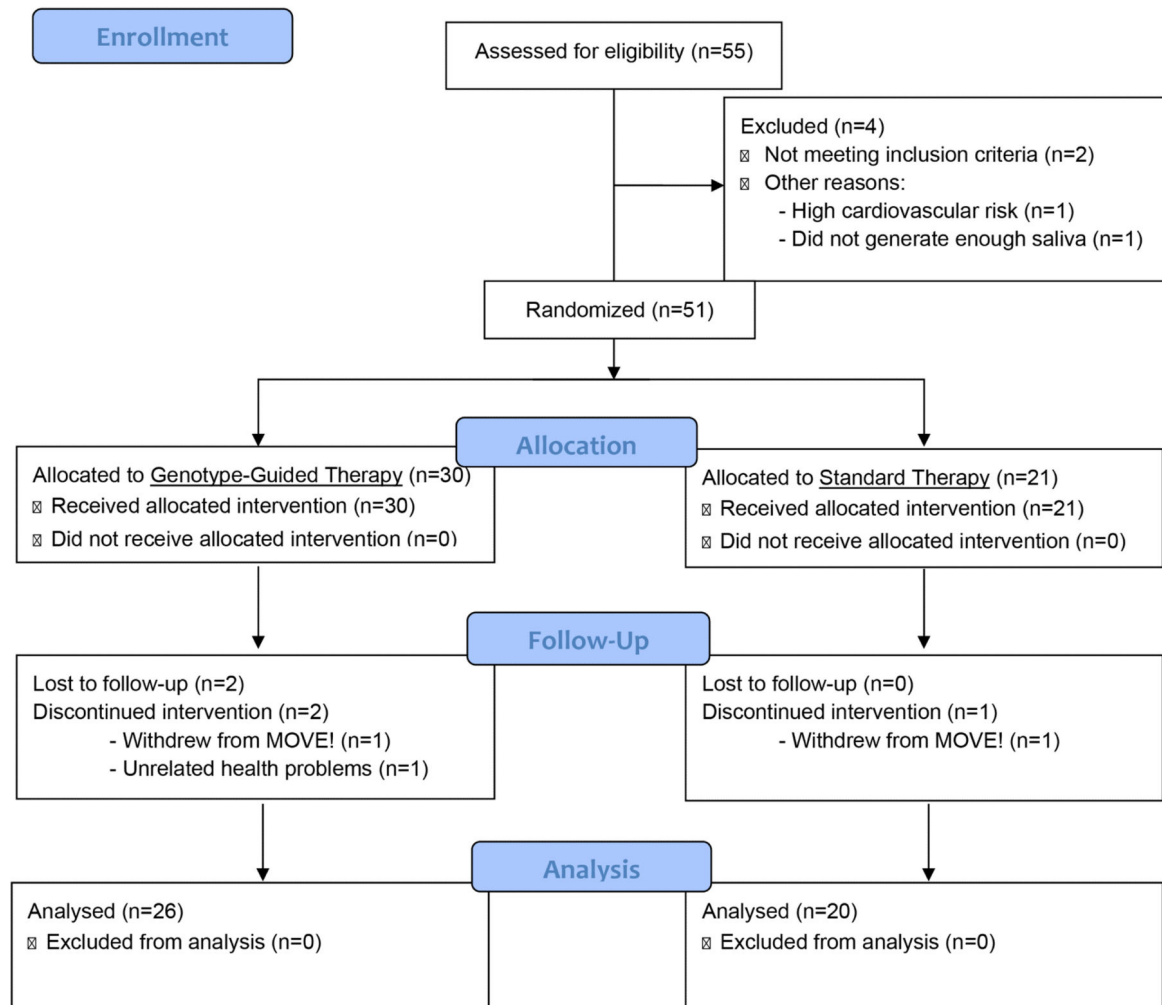 Enrollment
Assessed for eligibility (n=55)
Excluded (n=4)
Not meeting inclusion criteria (n=2)
Other reasons:
- High cardiovascular risk (n=1)
- Did not generate enough saliva (n=1)
Randomized (n=51)
Allocation
Allocated to Genotype-Guided Therapy (n=30)
Received allocated intervention (n=30)
Did not receive allocated intervention (n=0)
Allocated to Standard Therapy (n=21)
Received allocated intervention (n=21)
Did not receive allocated intervention (n=0)
Follow-Up
Lost to follow-up (n=2)
Discontinued intervention (n=2)
- Withdrew from MOVE! (n=1)
- Unrelated health problems (n=1)
Lost to follow-up (n=0)
Discontinued intervention (n=1)
- Withdrew from MOVE! (n=1)
Analysis
Analysed (n=26)
Excluded from analysis (n=0)
Analysed (n=20)
Excluded from analysis (n=0)